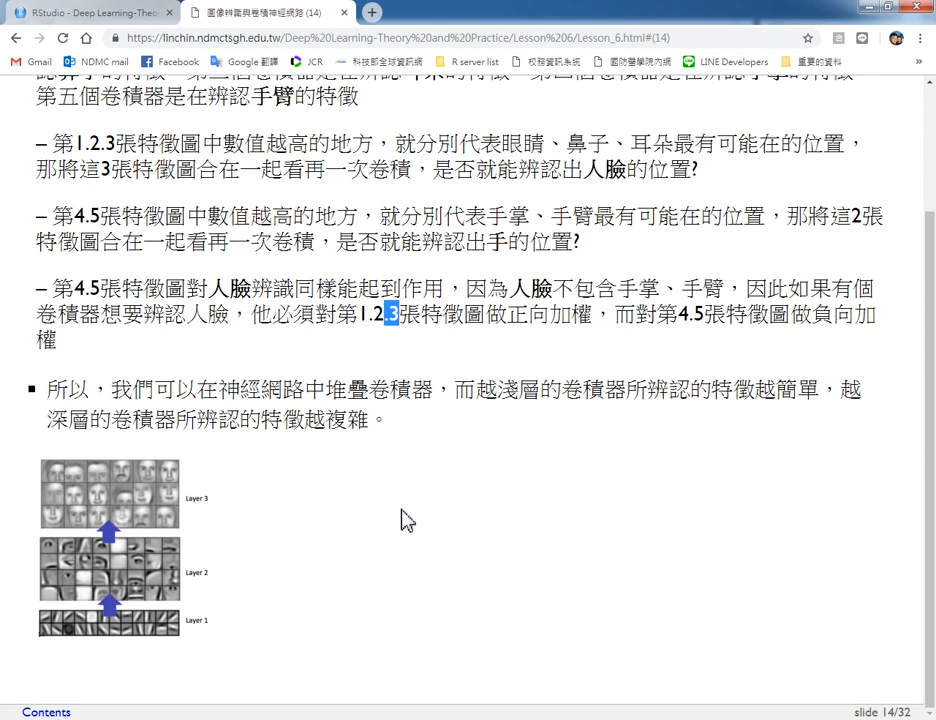 RStudio - Deep Learning-Theo
圖像辨識與卷積神經網路 (14)
https://linchin.ndmctsgh.edu.tw/Deep%20Learning-Theory%20and%20Practice/Lesson%206/Lesson_6.html#(14)
Gmail NDMC mail Facebook Google 翻譯 JCR 科技部全球資訊網 R server list 校務資訊系統 國防醫學院內網 LINE Developers 重要的資料 »
第五個卷積器是在辨認手臂的特徵
– 第1.2.3張特徵圖中數值越高的地方，就分別代表眼睛、鼻子、耳朵最有可能在的位置，
那將這3張特徵圖合在一起看再一次卷積，是否就能辨認出人臉的位置?
– 第4.5張特徵圖中數值越高的地方，就分別代表手掌、手臂最有可能在的位置，那將這2張
特徵圖合在一起看再一次卷積，是否就能辨認出手的位置?
– 第4.5張特徵圖對人臉辨識同樣能起到作用，因為人臉不包含手掌、手臂，因此如果有個
卷積器想要辨認人臉，他必須對第1.2.3張特徵圖做正向加權，而對第4.5張特徵圖做負向加
權
所以，我們可以在神經網路中堆疊卷積器，而越淺層的卷積器所辨認的特徵越簡單，越
深層的卷積器所辨認的特徵越複雜。
Layer 3
Layer 2
Layer 1
Contents
slide 14/32